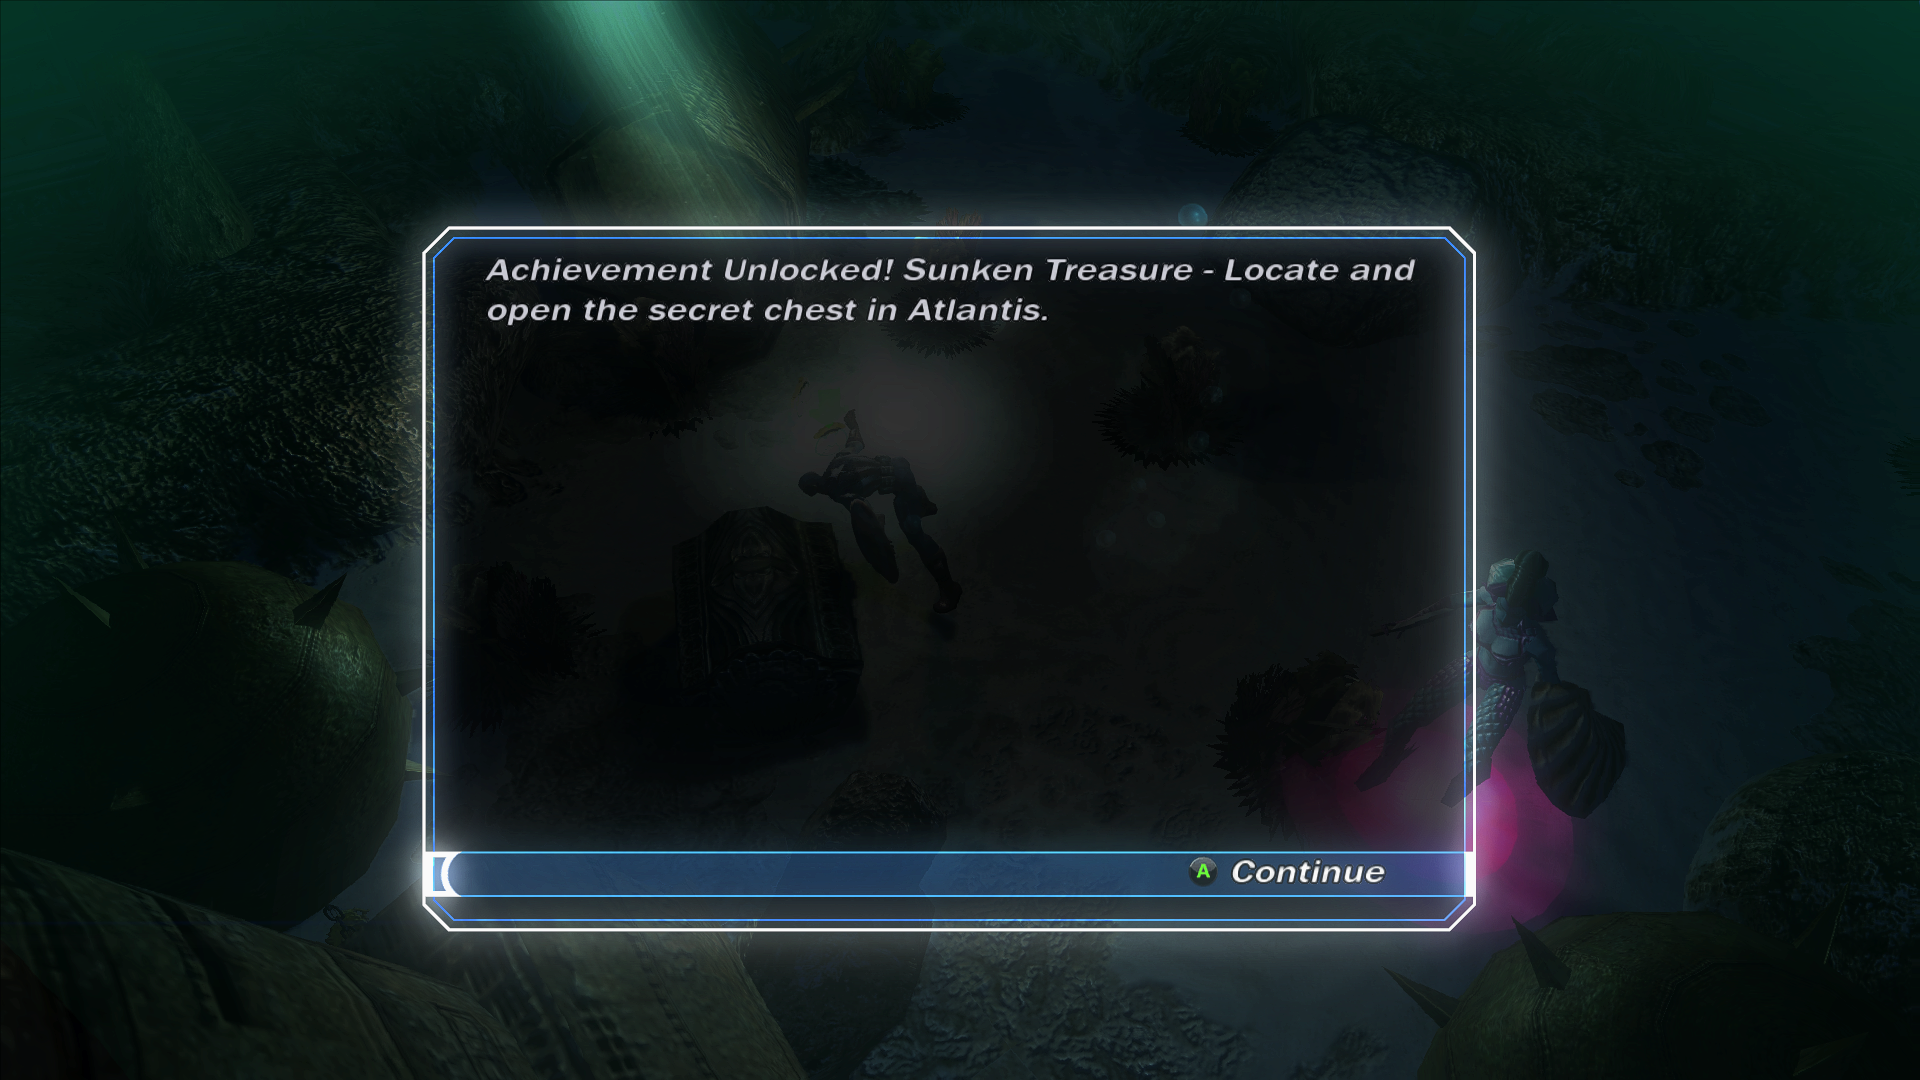 Achievement Unlocked! Sunken Treasure - Locate and
open the secret chest in Atlantis.
A Continue